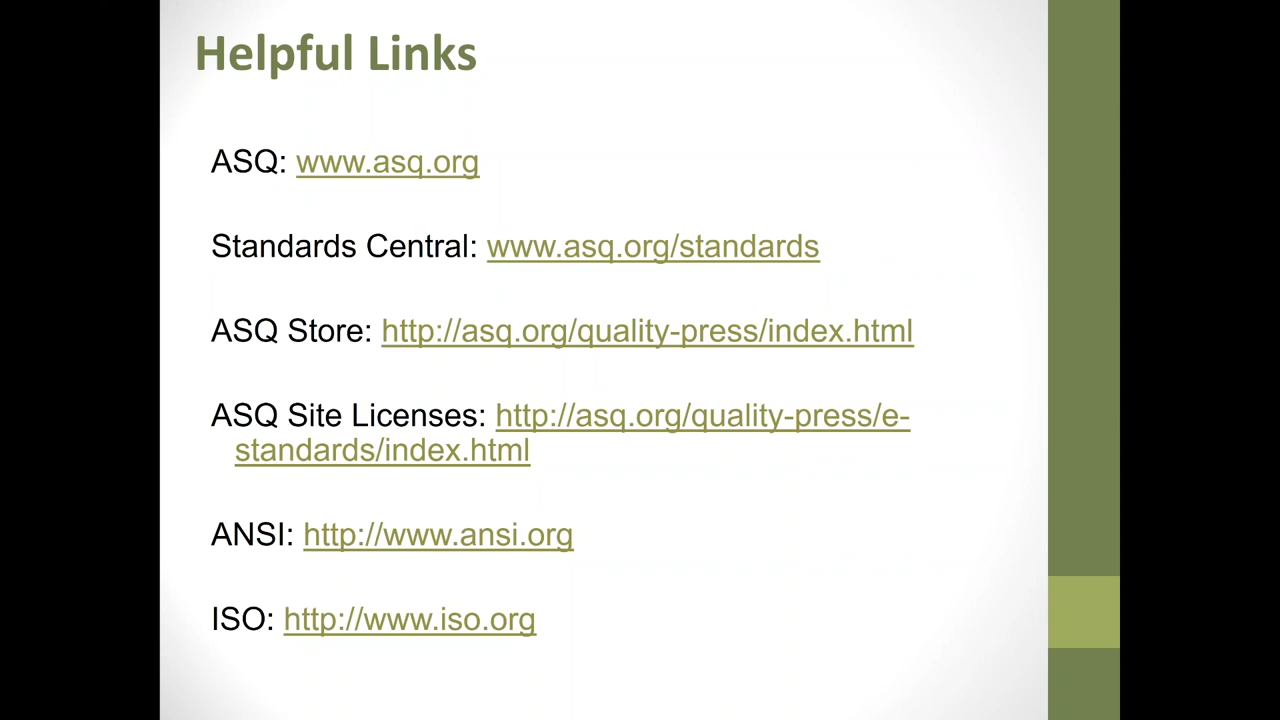 Helpful Links
ASQ: www.asq.org
Standards Central: www.asq.org/standards
ASQ Store: http://asq.org/quality-press/index.html
ASQ Site Licenses: http://asq.org/quality-press/e-
standards/index.html
ANSI: http://www.ansi.org
ISO: http://www.iso.org